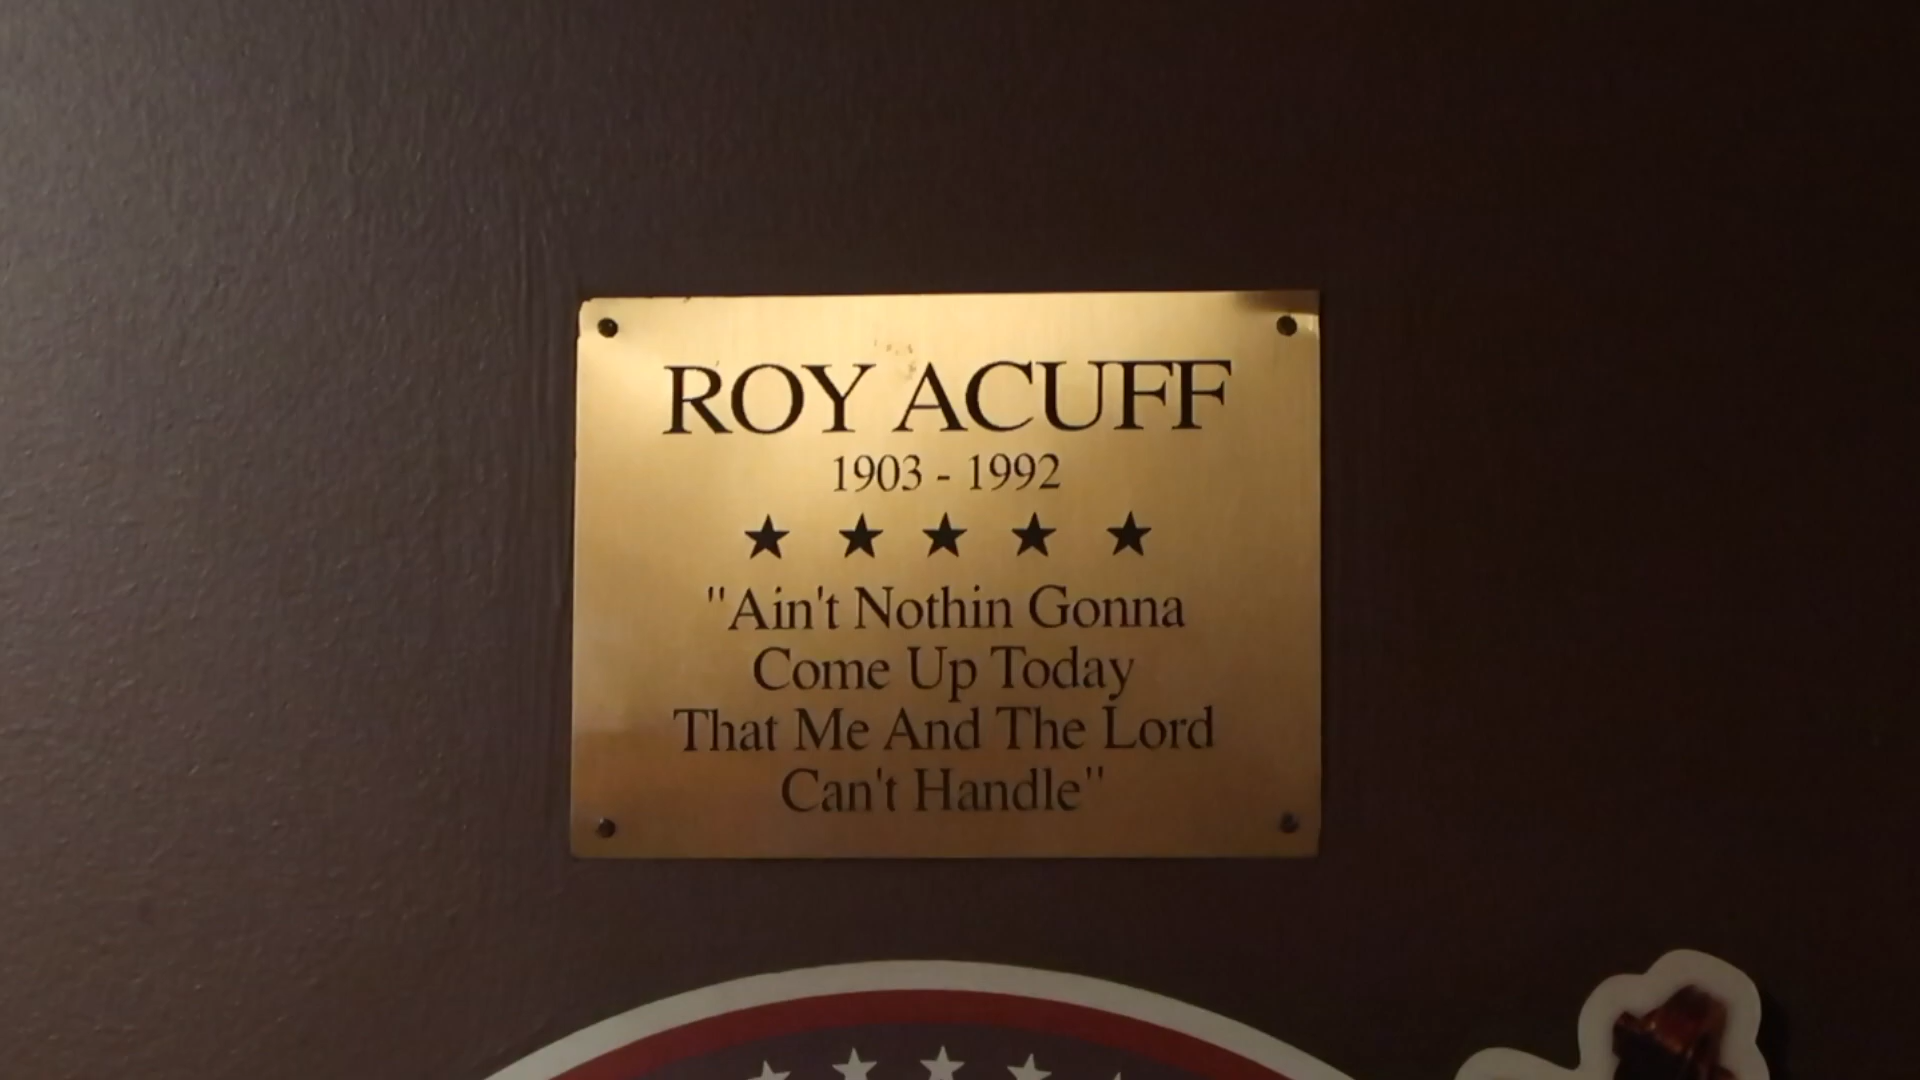 ROY ACUFF
1903 - 1992
★ ★ ★ ★ ★
"Ain't Nothin Gonna
Come Up Today
That Me And The Lord
Can't Handle"